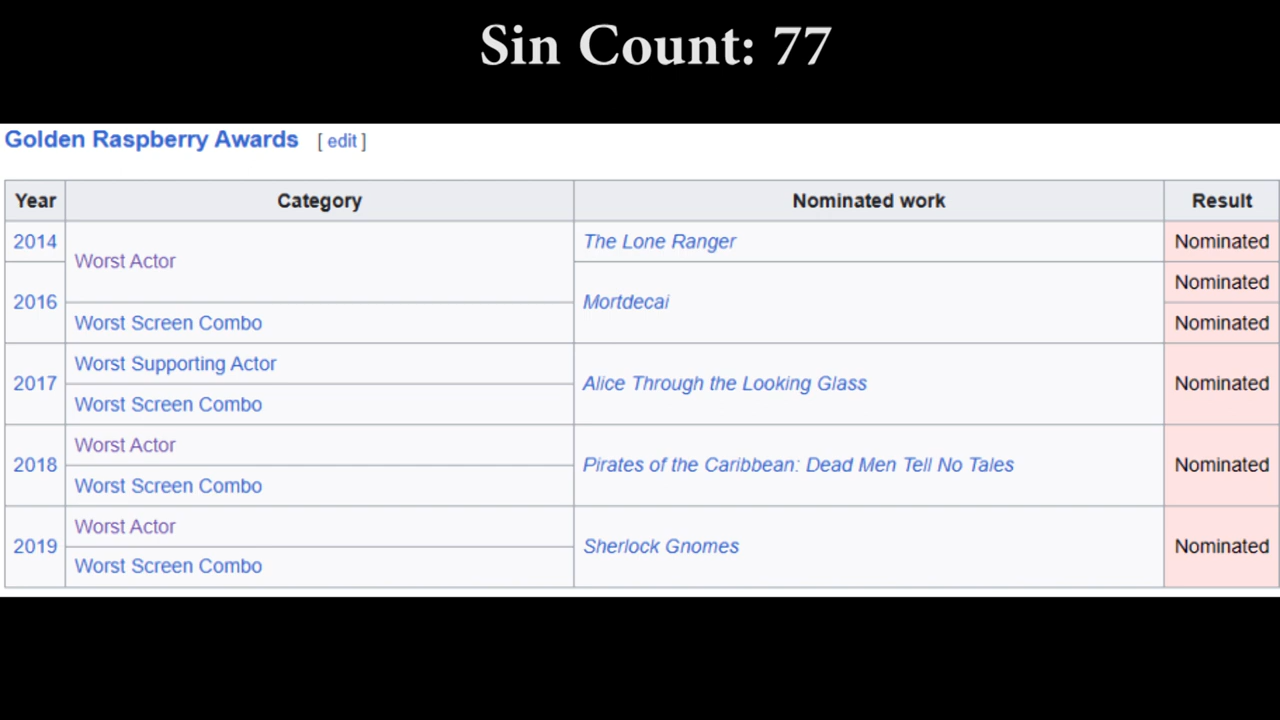 Sin Count: 77
Golden Raspberry Awards [ edit ]
Year Category Nominated work Result
2014 Worst Actor The Lone Ranger Nominated
2016 Mortdecai Nominated
Worst Screen Combo Nominated
2017 Worst Supporting Actor Alice Through the Looking Glass Nominated
Worst Screen Combo
2018 Worst Actor Pirates of the Caribbean: Dead Men Tell No Tales Nominated
Worst Screen Combo
2019 Worst Actor Sherlock Gnomes Nominated
Worst Screen Combo